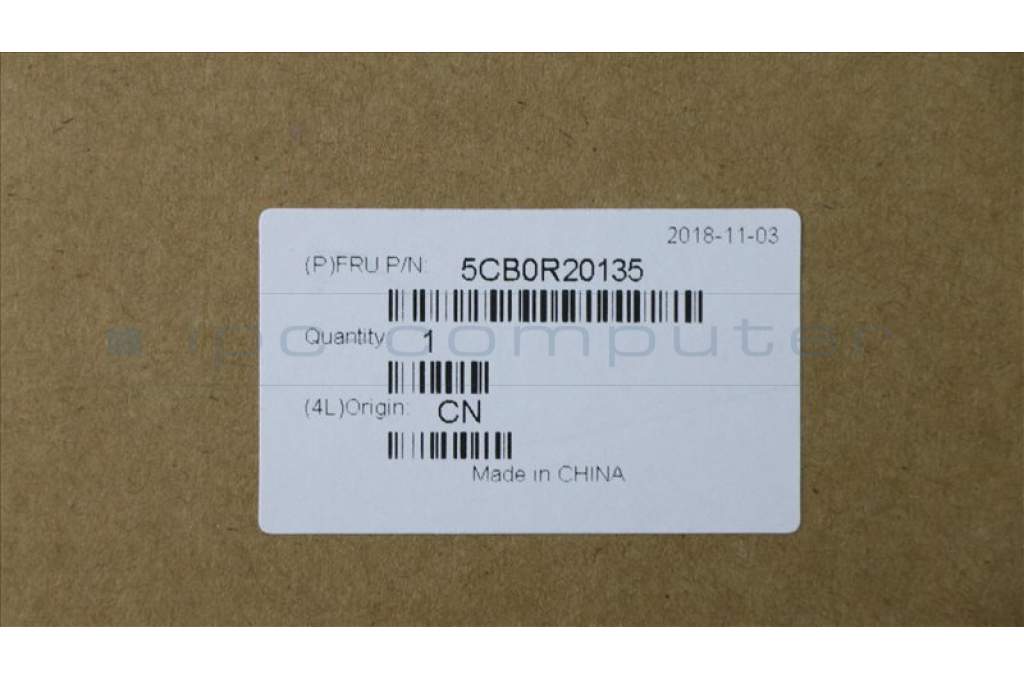 2018-11-03
(P)FRU P/N: 5CB0R20135
ipc computer
Quantity 1
(4L)Origin: CN
Made in CHINA